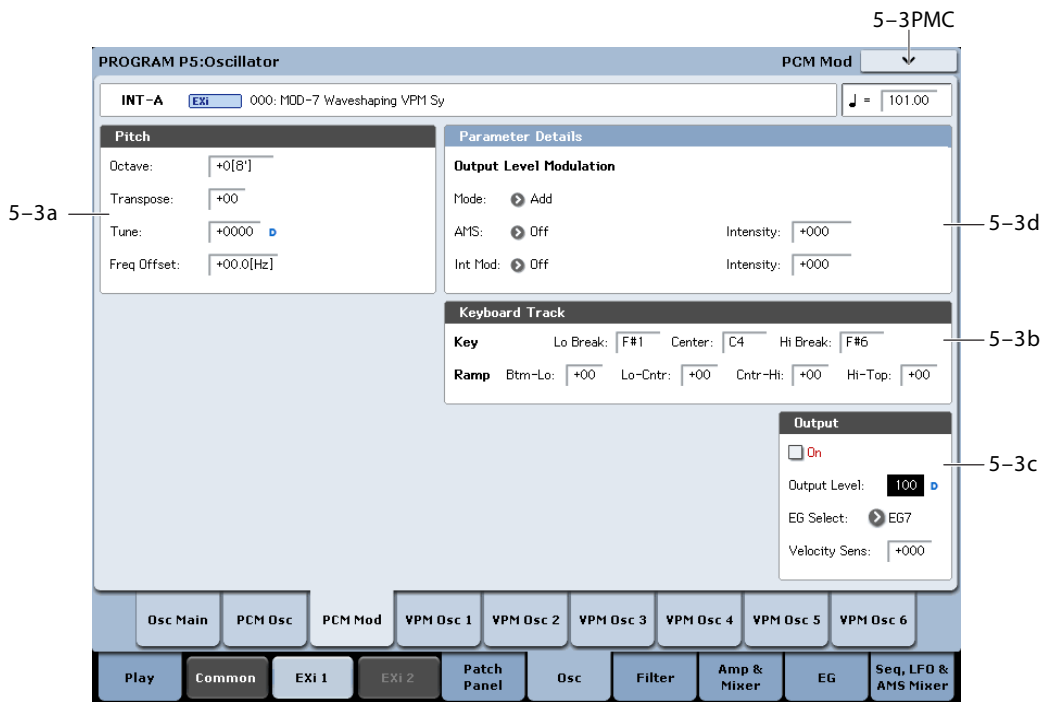 5-3PMC
PROGRAM P5:Oscillator PCM Mod
INT-A EXi 000: MOD-7 Waveshaping VPM Sy ♩ = 101.00
Pitch
Octave: +0[8']
Transpose: +00
Tune: +0000 D
Freq Offset: +00.0[Hz]
5-3a
Parameter Details
Output Level Modulation
Mode: Add
AMS: Off Intensity: +000
Int Mod: Off Intensity: +000
5-3d
Keyboard Track
Key Lo Break: F#1 Center: C4 Hi Break: F#6
Ramp Btm-Lo: +00 Lo-Cntr: +00 Cntr-Hi: +00 Hi-Top: +00
5-3b
Output
On
Output Level: 100 D
EG Select: EG7
Velocity Sens: +000
5-3c
Osc Main PCM Osc PCM Mod VPM Osc 1 VPM Osc 2 VPM Osc 3 VPM Osc 4 VPM Osc 5 VPM Osc 6
Play Common EXi 1 EXi 2 Patch Panel Osc Filter Amp & Mixer EG Seq, LFO & AMS Mixer